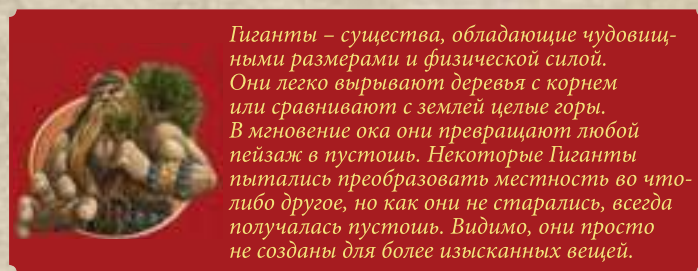 Гиганты – существа, обладающие чудовищ-
ными размерами и физической силой.
Они легко вырывают деревья с корнем
или сравнивают с землей целые горы.
В мгновение ока они превращают любой
пейзаж в пустошь. Некоторые Гиганты
пытались преобразовать местность во что-
либо другое, но как они не старались, всегда
получалась пустошь. Видимо, они просто
не созданы для более изысканных вещей.